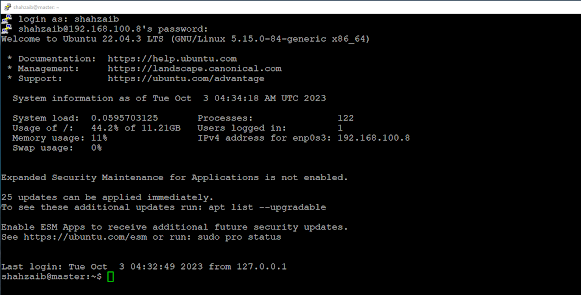 shahzaib@master: ~
login as: shahzaib
shahzaib@192.168.100.8's password:
Welcome to Ubuntu 22.04.3 LTS (GNU/Linux 5.15.0-84-generic x86_64)
* Documentation:  https://help.ubuntu.com
* Management:     https://landscape.canonical.com
* Support:        https://ubuntu.com/advantage
System information as of Tue Oct  3 04:34:18 AM UTC 2023
System load:  0.0595703125      Processes:               122
Usage of /:   44.2% of 11.21GB   Users logged in:         1
Memory usage: 11%               IPv4 address for enp0s3: 192.168.100.8
Swap usage:   0%
Expanded Security Maintenance for Applications is not enabled.
25 updates can be applied immediately.
To see these additional updates run: apt list --upgradable
Enable ESM Apps to receive additional future security updates.
See https://ubuntu.com/esm or run: sudo pro status
Last login: Tue Oct  3 04:32:49 2023 from 127.0.0.1
shahzaib@master:~$